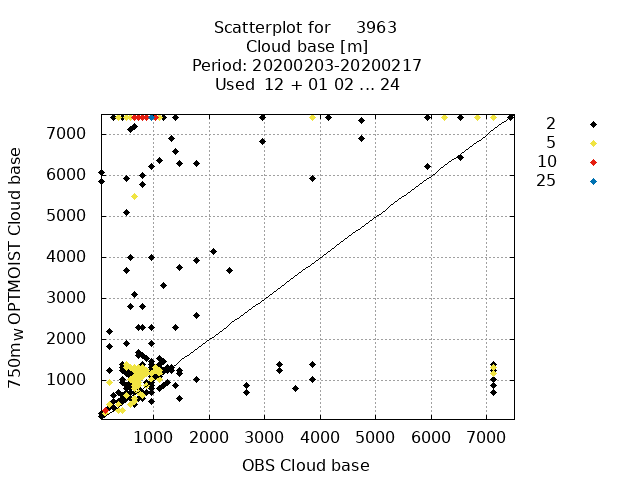 Scatterplot for 3963
Cloud base [m]
Period: 20200203-20200217
Used 12 + 01 02 ... 24
750mw OPTMOIST Cloud base
7000
6000
5000
4000
3000
2000
1000
1000 2000 3000 4000 5000 6000 7000
OBS Cloud base
2
5
10
25